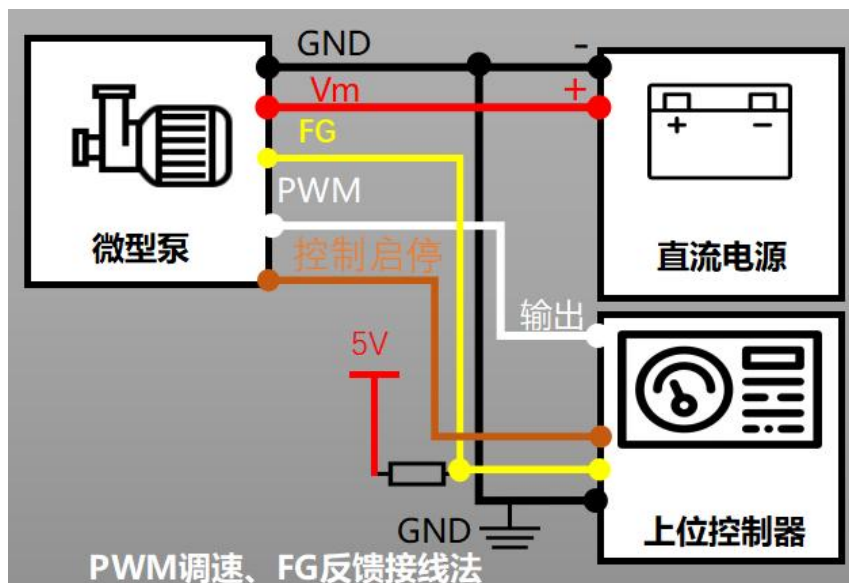 GND
-
Vm
+
FG
+ -
PWM
微型泵
控制启停
直流电源
输出
5V
GND
上位控制器
PWM调速、FG反馈接线法